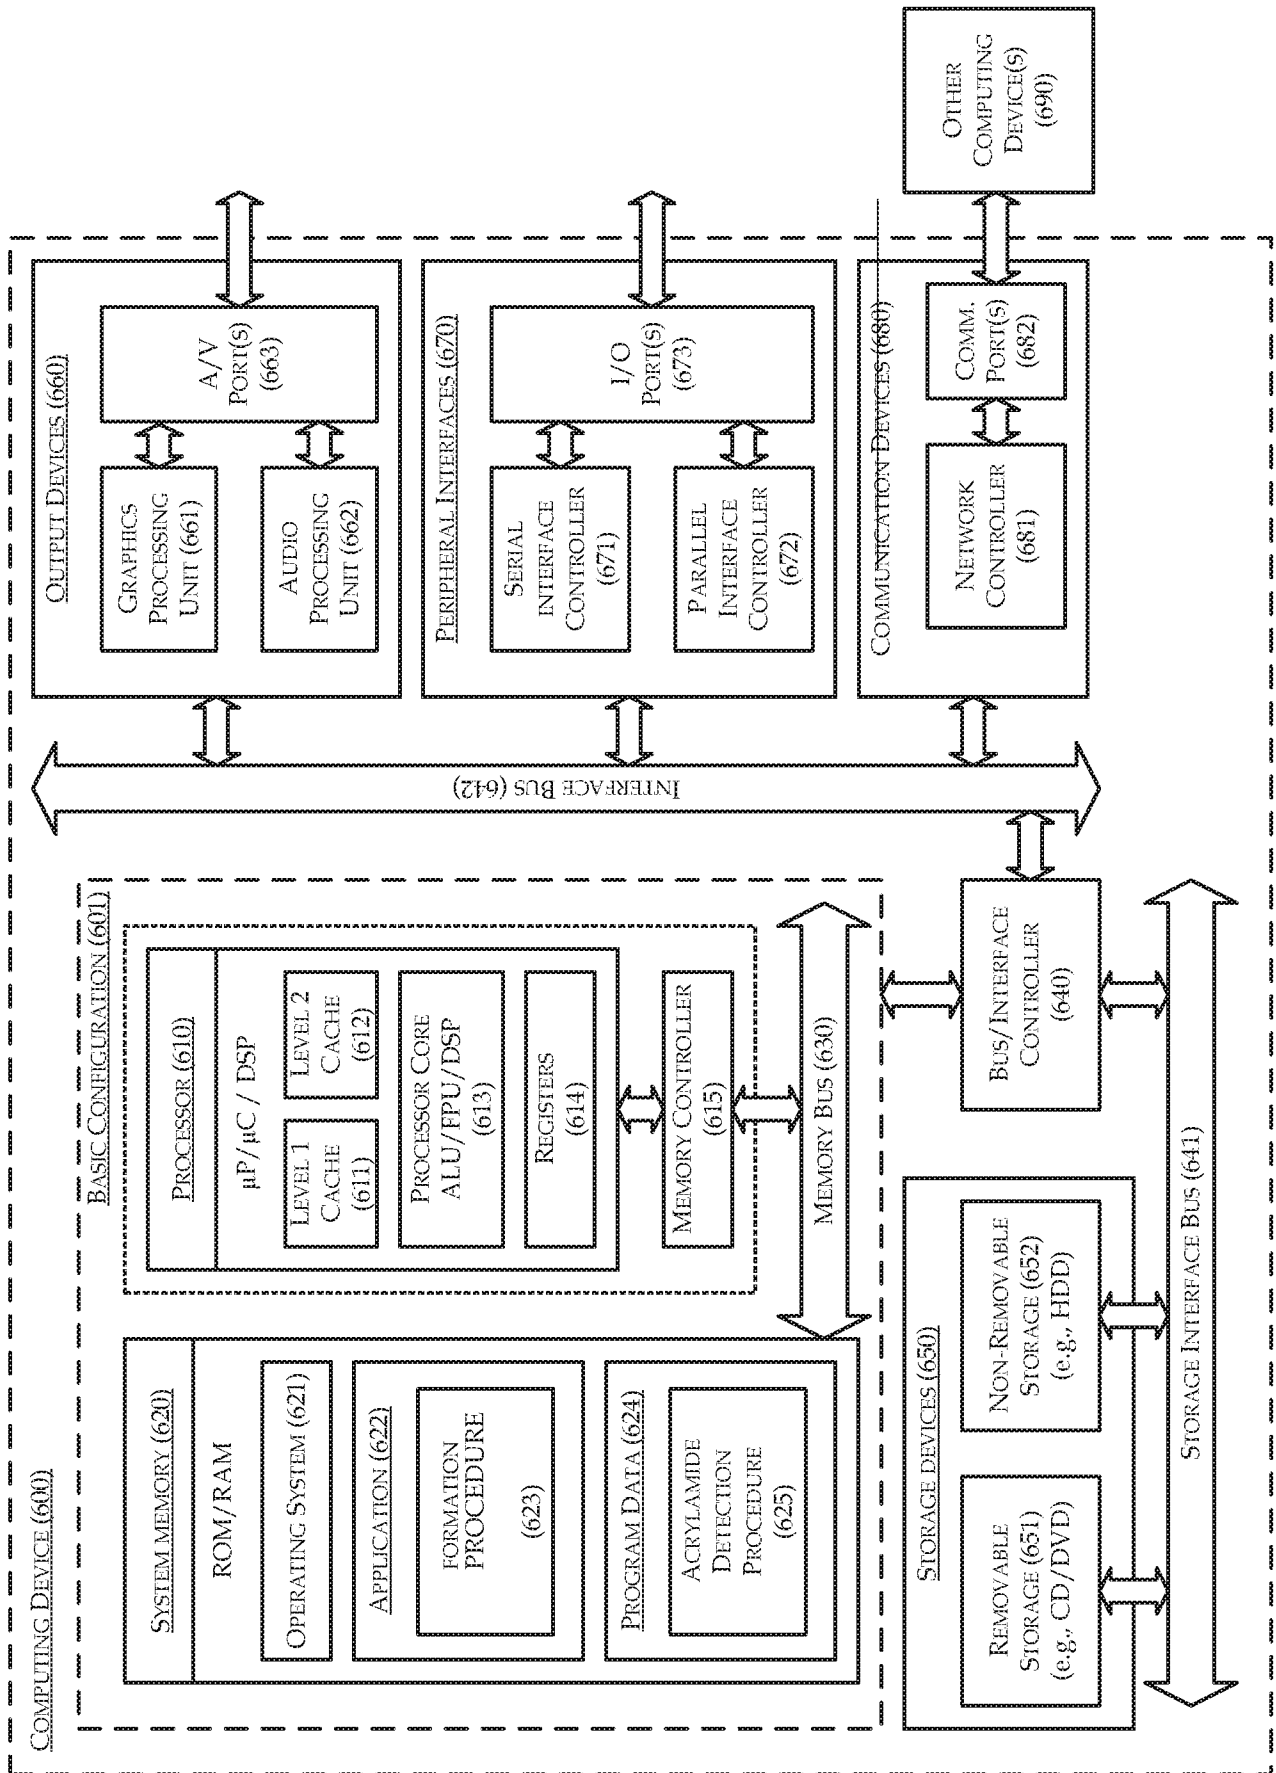 COMPUTING DEVICE (600)
BASIC CONFIGURATION (601)
SYSTEM MEMORY (620)
ROM/RAM
OPERATING SYSTEM (621)
APPLICATION (622)
FORMATION
PROCEDURE
(623)
PROGRAM DATA (624)
ACRYLAMIDE
DETECTION
PROCEDURE
(625)
PROCESSOR (610)
µP/µC / DSP
LEVEL 1
CACHE
(611)
LEVEL 2
CACHE
(612)
PROCESSOR CORE
ALU/FPU/DSP
(613)
REGISTERS
(614)
MEMORY CONTROLLER
(615)
MEMORY BUS (630)
STORAGE DEVICES (650)
REMOVABLE
STORAGE (651)
(e.g., CD/DVD)
NON-REMOVABLE
STORAGE (652)
(e.g., HDD)
BUS/INTERFACE
CONTROLLER
(640)
STORAGE INTERFACE BUS (641)
INTERFACE BUS (642)
OUTPUT DEVICES (660)
GRAPHICS
PROCESSING
UNIT (661)
AUDIO
PROCESSING
UNIT (662)
A/V
PORT(S)
(663)
PERIPHERAL INTERFACES (670)
SERIAL
INTERFACE
CONTROLLER
(671)
PARALLEL
INTERFACE
CONTROLLER
(672)
I/O
PORT(S)
(673)
COMMUNICATION DEVICES (680)
NETWORK
CONTROLLER
(681)
COMM.
PORT(S)
(682)
OTHER
COMPUTING
DEVICE(S)
(690)